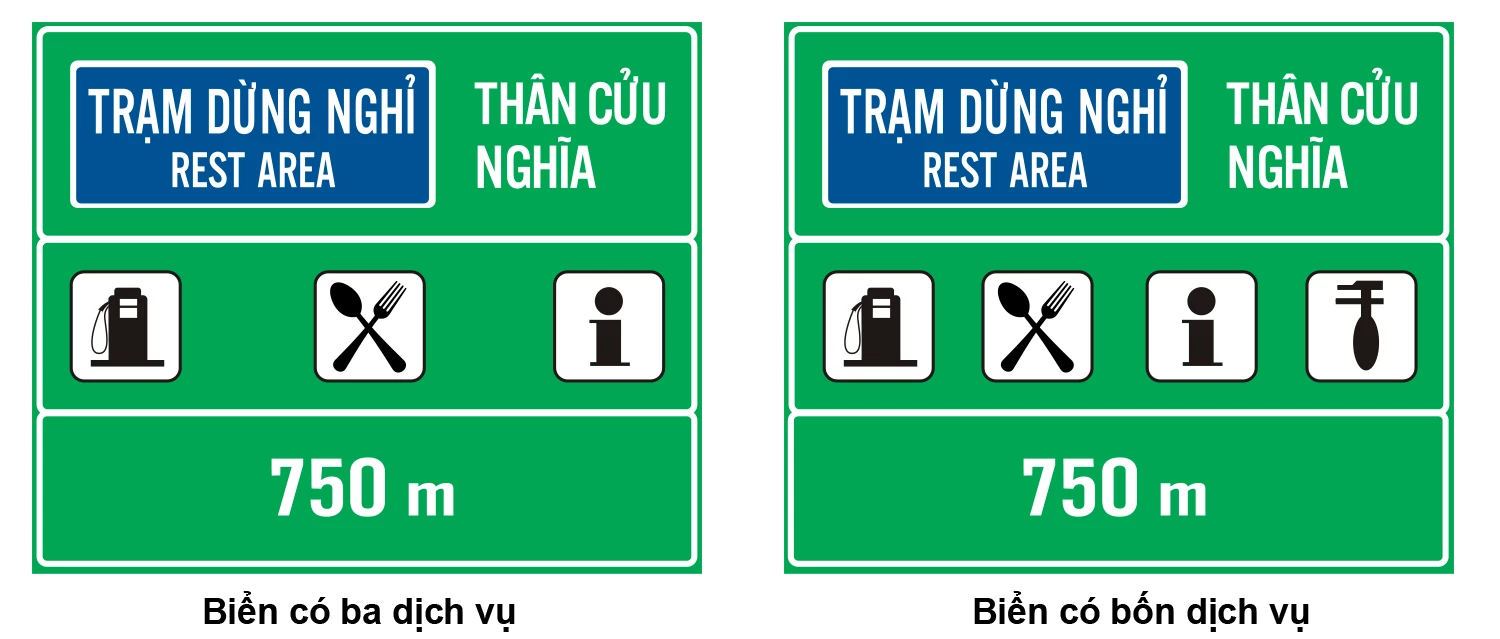 TRẠM DỪNG NGHỈ
REST AREA
THÂN CỬU
NGHĨA
750 m
Biển có ba dịch vụ
TRẠM DỪNG NGHỈ
REST AREA
THÂN CỬU
NGHĨA
750 m
Biển có bốn dịch vụ